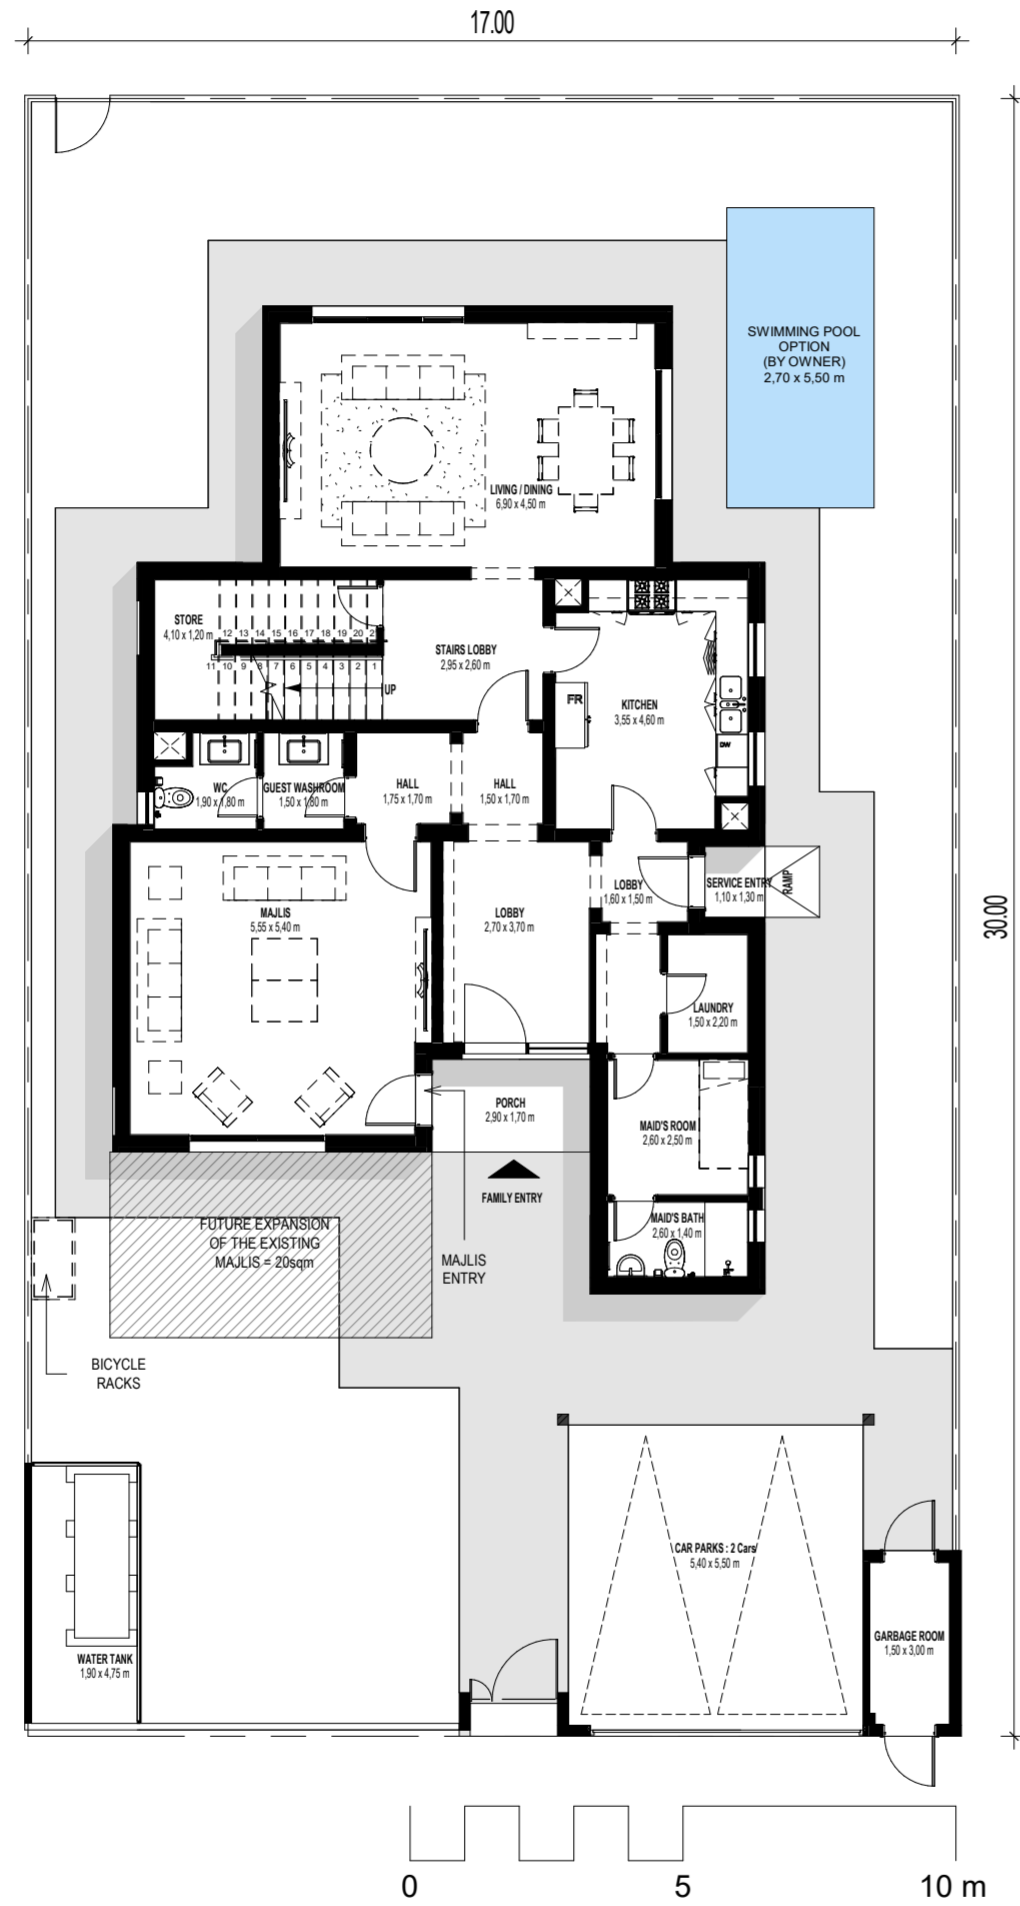 17.00
30.00
SWIMMING POOL
OPTION
(BY OWNER)
2,70 x 5,50 m
LIVING / DINING
6,90 x 4,50 m
STORE
4,10 x 1,20 m
12 13 14 15 16 17 18 19 20 2
11 10 9 8 7 6 5 4 3 2 1
UP
STAIRS LOBBY
2,95 x 2,60 m
FR
KITCHEN
3,55 x 4,60 m
DW
WC
1,90 x 1,80 m
GUEST WASHROOM
1,50 x 1,80 m
HALL
1,75 x 1,70 m
HALL
1,50 x 1,70 m
MAJLIS
5,55 x 5,40 m
LOBBY
2,70 x 3,70 m
LOBBY
1,60 x 1,50 m
SERVICE ENTRY
1,10 x 1,30 m
RAMP
LAUNDRY
1,50 x 2,20 m
PORCH
2,90 x 1,70 m
MAID'S ROOM
2,60 x 2,50 m
FAMILY ENTRY
MAID'S BATH
2,60 x 1,40 m
FUTURE EXPANSION
OF THE EXISTING
MAJLIS = 20sqm
MAJLIS
ENTRY
BICYCLE
RACKS
CAR PARKS : 2 Cars
5,40 x 5,50 m
GARBAGE ROOM
1,50 x 3,00 m
WATER TANK
1,90 x 4,75 m
0 5 10 m